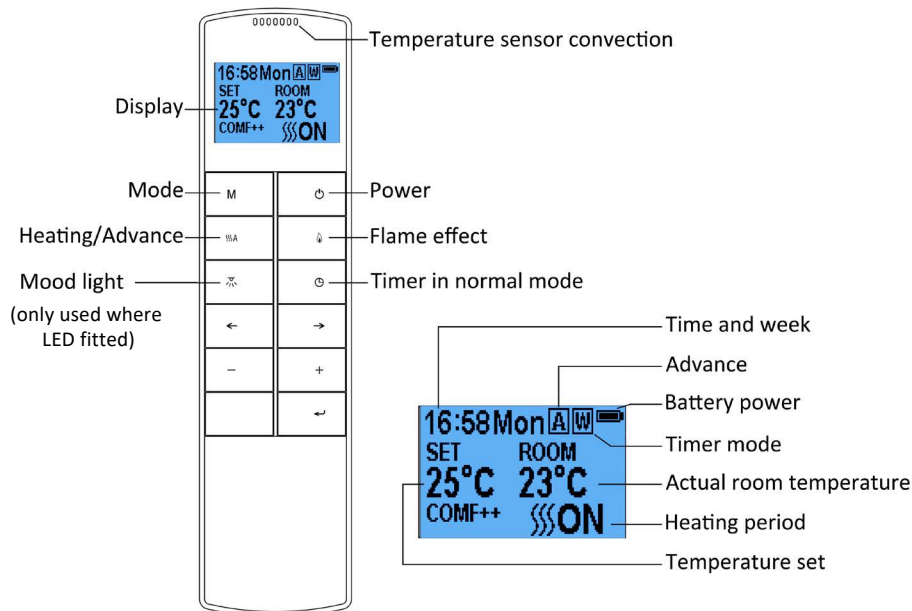 Temperature sensor convection
16:58Mon A W
SET ROOM
25°C 23°C
COMF++ ON
Display
Mode
M
Power
Heating/Advance
A
Flame effect
Mood light
(only used where
LED fitted)
Timer in normal mode
← →
− +
↵
Time and week
Advance
Battery power
16:58Mon A W
Timer mode
SET ROOM
25°C 23°C
Actual room temperature
COMF++ ON
Heating period
Temperature set